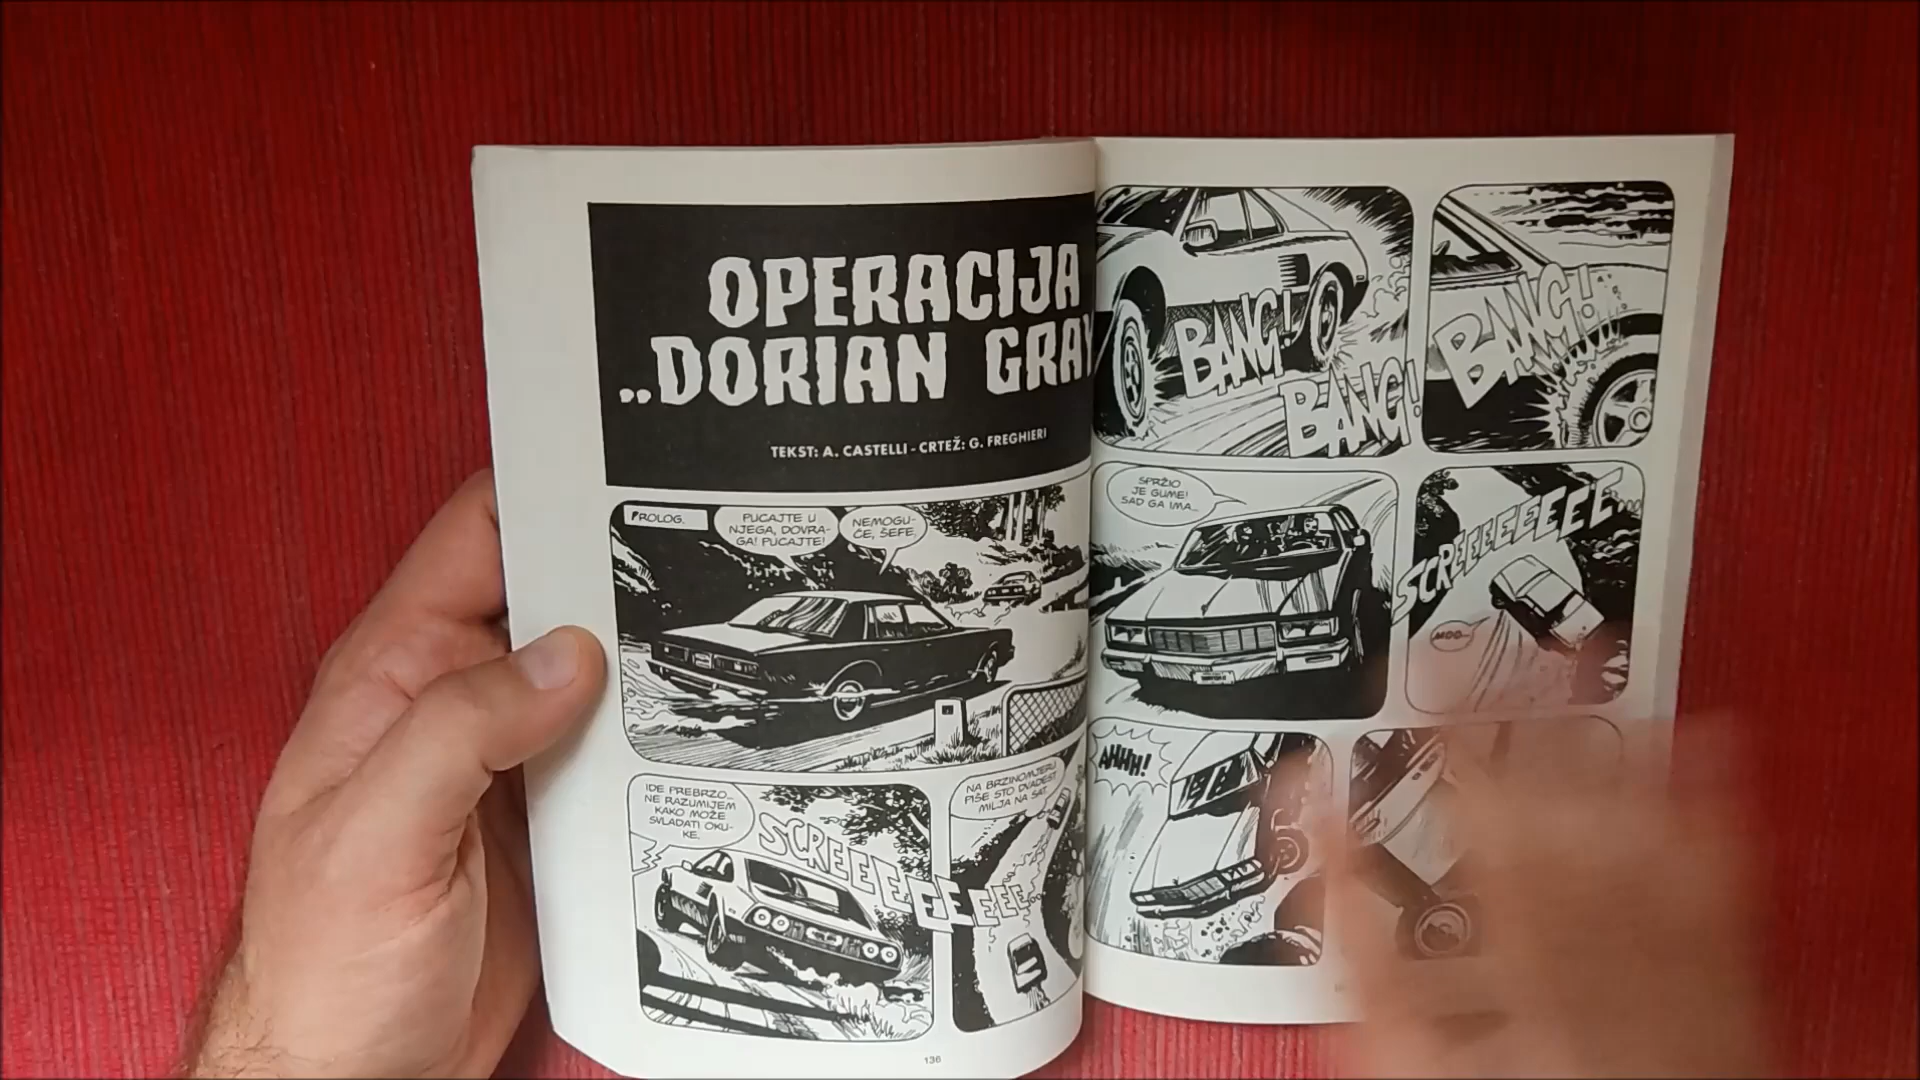 OPERACIJA
„DORIAN GRAY
TEKST: A. CASTELLI - CRTEŽ: G. FREGHIERI
PROLOG.
PUCAJTE U
NJEGA, DOVRA-
GA! PUCAJTE!
NEMOGU-
ĆE, ŠEFE,
IDE PREBRZO...
NE RAZUMIJEM
KAKO MOŽE
SVLADATI OKU-
KE.
SCREEEEEEEEE...
NA BRZINOMJERU
PIŠE STO DVADESET
MILJA NA SAT.
136
BANG!
BANG!
BANG!
SPRŽIO
JE GUME!
SAD GA IMA...
SCREEEEEEEE...
MOO...
AHHH!